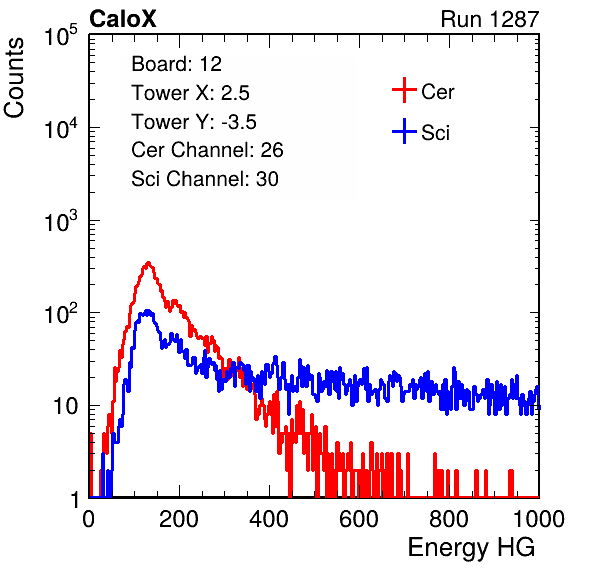 CaloX Run 1287
Counts
Board: 12
Tower X: 2.5
Tower Y: -3.5
Cer Channel: 26
Sci Channel: 30
Cer
Sci
10^5
10^4
10^3
10^2
10
1
0 200 400 600 800 1000
Energy HG